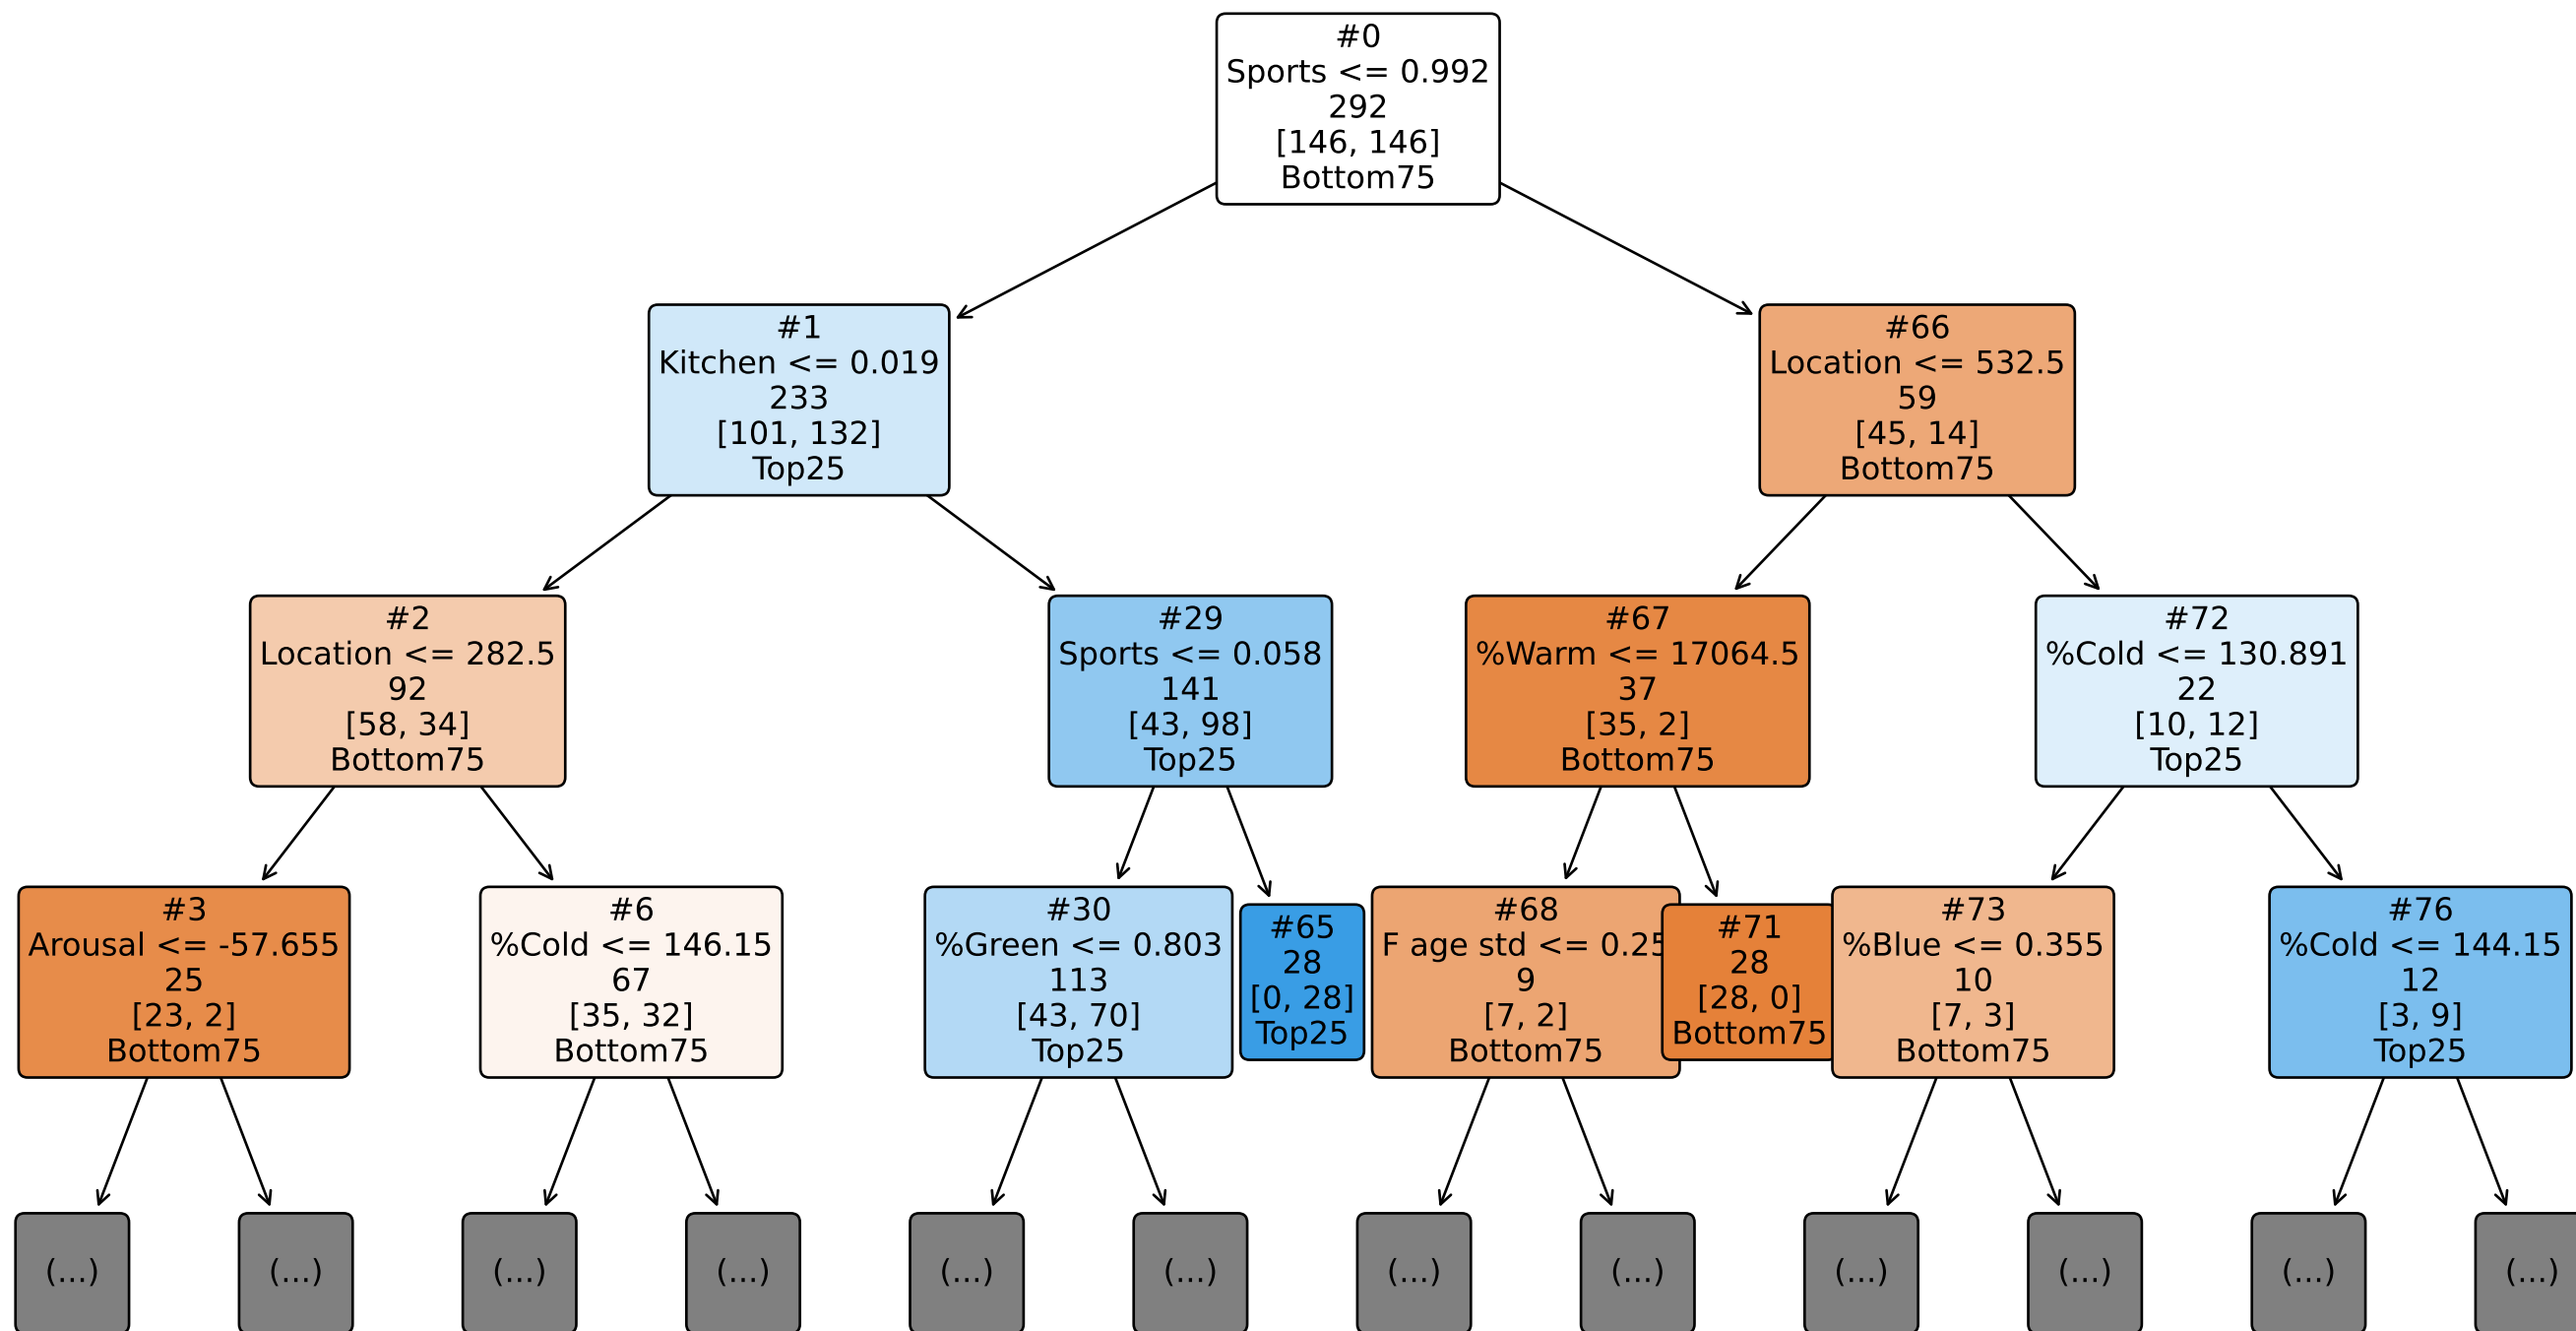 #0
Sports <= 0.992
292
[146, 146]
Bottom75
#1
Kitchen <= 0.019
233
[101, 132]
Top25
#66
Location <= 532.5
59
[45, 14]
Bottom75
#2
Location <= 282.5
92
[58, 34]
Bottom75
#29
Sports <= 0.058
141
[43, 98]
Top25
#67
%Warm <= 17064.5
37
[35, 2]
Bottom75
#72
%Cold <= 130.891
22
[10, 12]
Top25
#3
Arousal <= -57.655
25
[23, 2]
Bottom75
#6
%Cold <= 146.15
67
[35, 32]
Bottom75
#30
%Green <= 0.803
113
[43, 70]
Top25
#65
28
[0, 28]
Top25
#68
F age std <=
9
[7, 2]
Bottom75
#71
28
[28, 0]
Bottom75
#73
%Blue <= 0.355
10
[7, 3]
Bottom75
#76
%Cold <= 144.15
12
[3, 9]
Top25
(...)
(...)
(...)
(...)
(...)
(...)
(...)
(...)
(...)
(...)
(...)
(...)